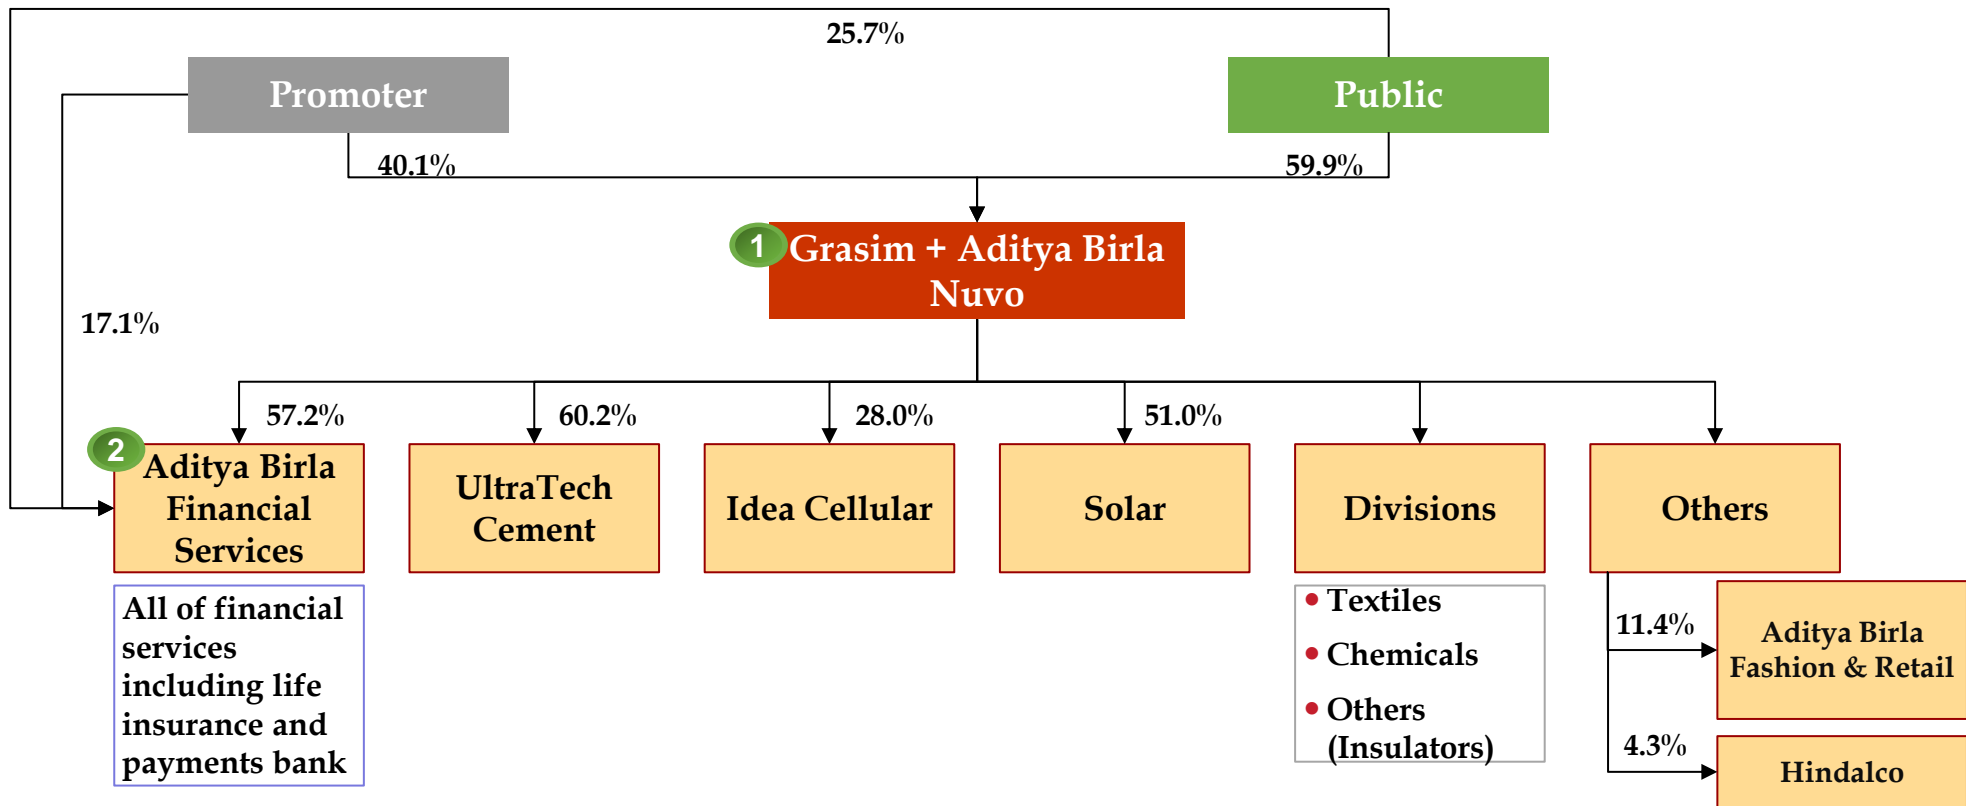 25.7%
Promoter
Public
40.1%
59.9%
1
Grasim + Aditya Birla
Nuvo
17.1%
57.2%
60.2%
28.0%
51.0%
2
Aditya Birla
Financial
Services
UltraTech
Cement
Idea Cellular
Solar
Divisions
Others
All of financial
services
including life
insurance and
payments bank
• Textiles
• Chemicals
• Others
(Insulators)
11.4%
Aditya Birla
Fashion & Retail
4.3%
Hindalco